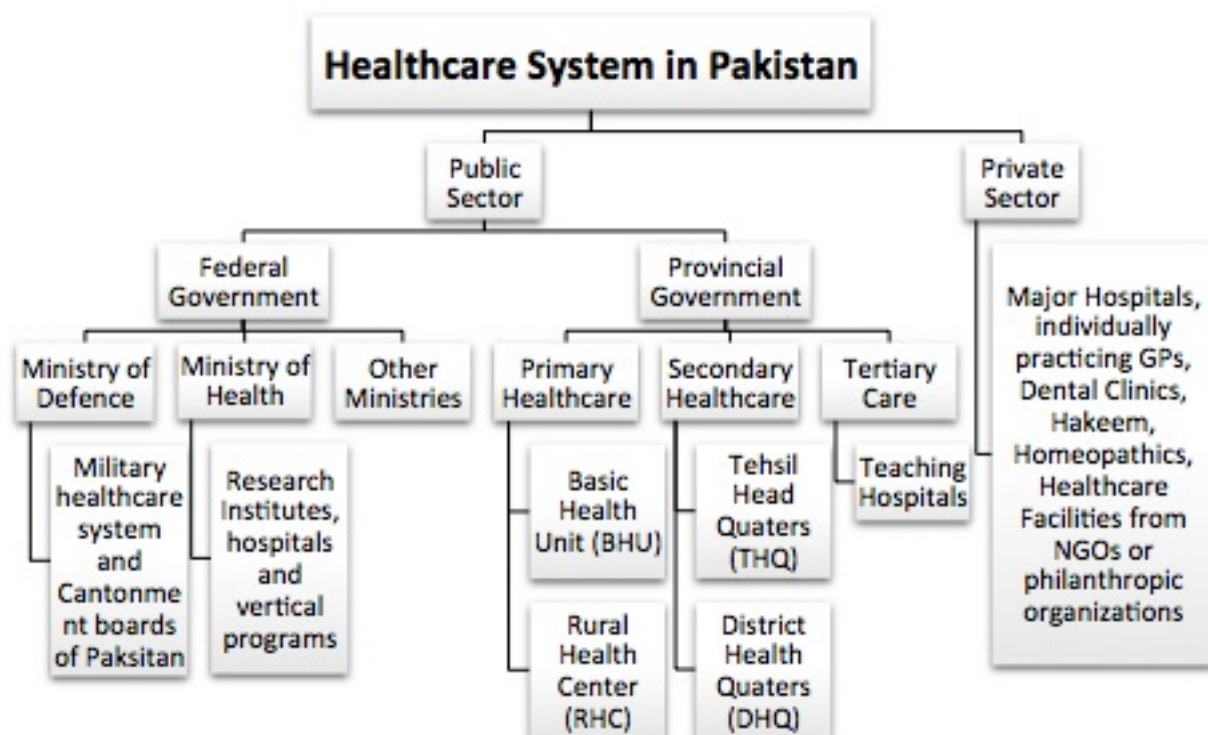 Healthcare System in Pakistan
Public
Sector
Private
Sector
Federal
Government
Provincial
Government
Ministry of
Defence
Ministry of
Health
Other
Ministries
Primary
Healthcare
Secondary
Healthcare
Tertiary
Care
Military
healthcare
system
and
Cantonme
nt boards
of Paksitan
Research
Institutes,
hospitals
and
vertical
programs
Basic
Health
Unit (BHU)
Rural
Health
Center
(RHC)
Tehsil
Head
Quaters
(THQ)
District
Health
Quaters
(DHQ)
Teaching
Hospitals
Major Hospitals,
individually
practicing GPs,
Dental Clinics,
Hakeem,
Homeopathics,
Healthcare
Facilities from
NGOs or
philanthropic
organizations